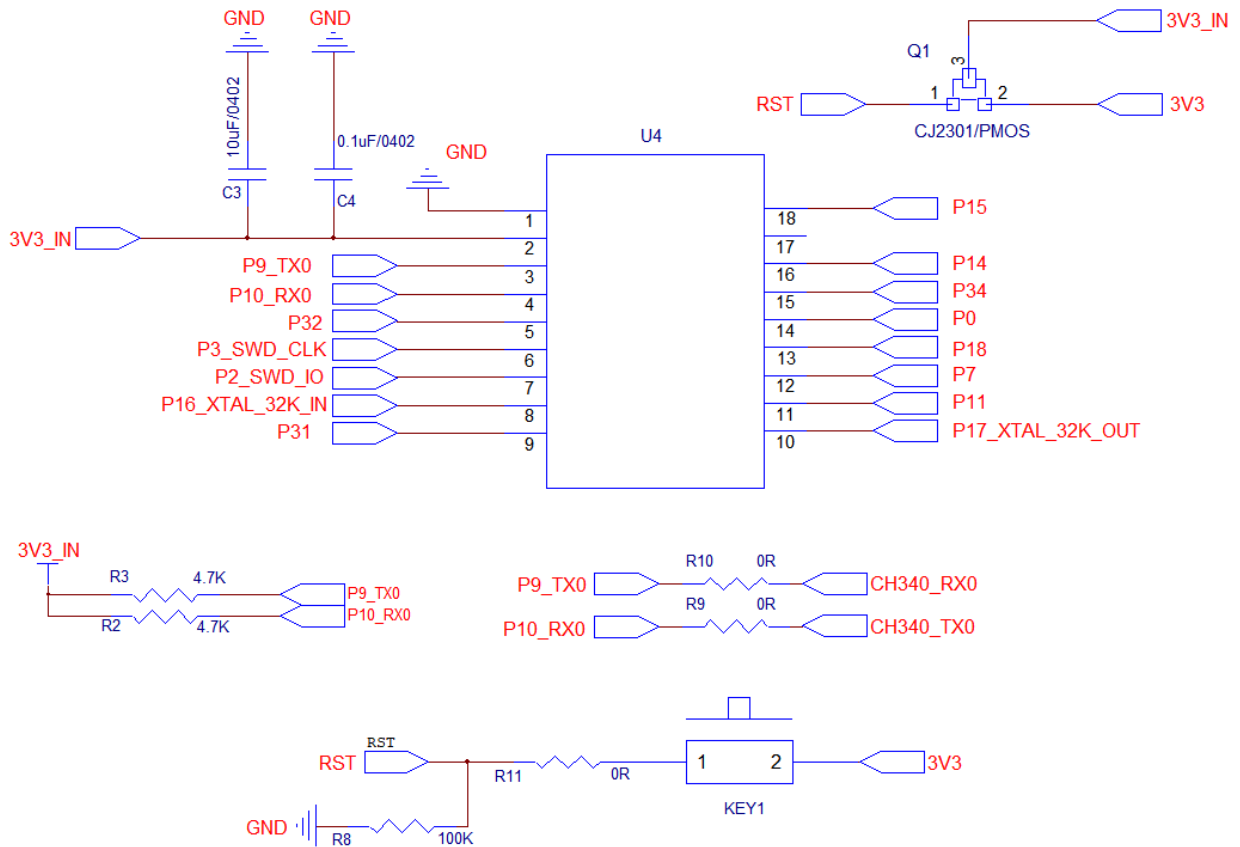 GND
GND
3V3_IN
Q1
3
RST
1
2
3V3
CJ2301/PMOS
10uF/0402
0.1uF/0402
C3
C4
GND
U4
3V3_IN
1
2
P9_TX0
3
P10_RX0
4
P32
5
P3_SWD_CLK
6
P2_SWD_IO
7
P16_XTAL_32K_IN
8
P31
9
18
P15
17
16
P14
15
P34
14
P0
13
P18
12
P7
11
P11
10
P17_XTAL_32K_OUT
3V3_IN
R3
4.7K
P9_TX0
R2
4.7K
P10_RX0
P9_TX0
R10
0R
CH340_RX0
P10_RX0
R9
0R
CH340_TX0
RST
RST
R11
0R
1
2
3V3
KEY1
GND
R8
100K